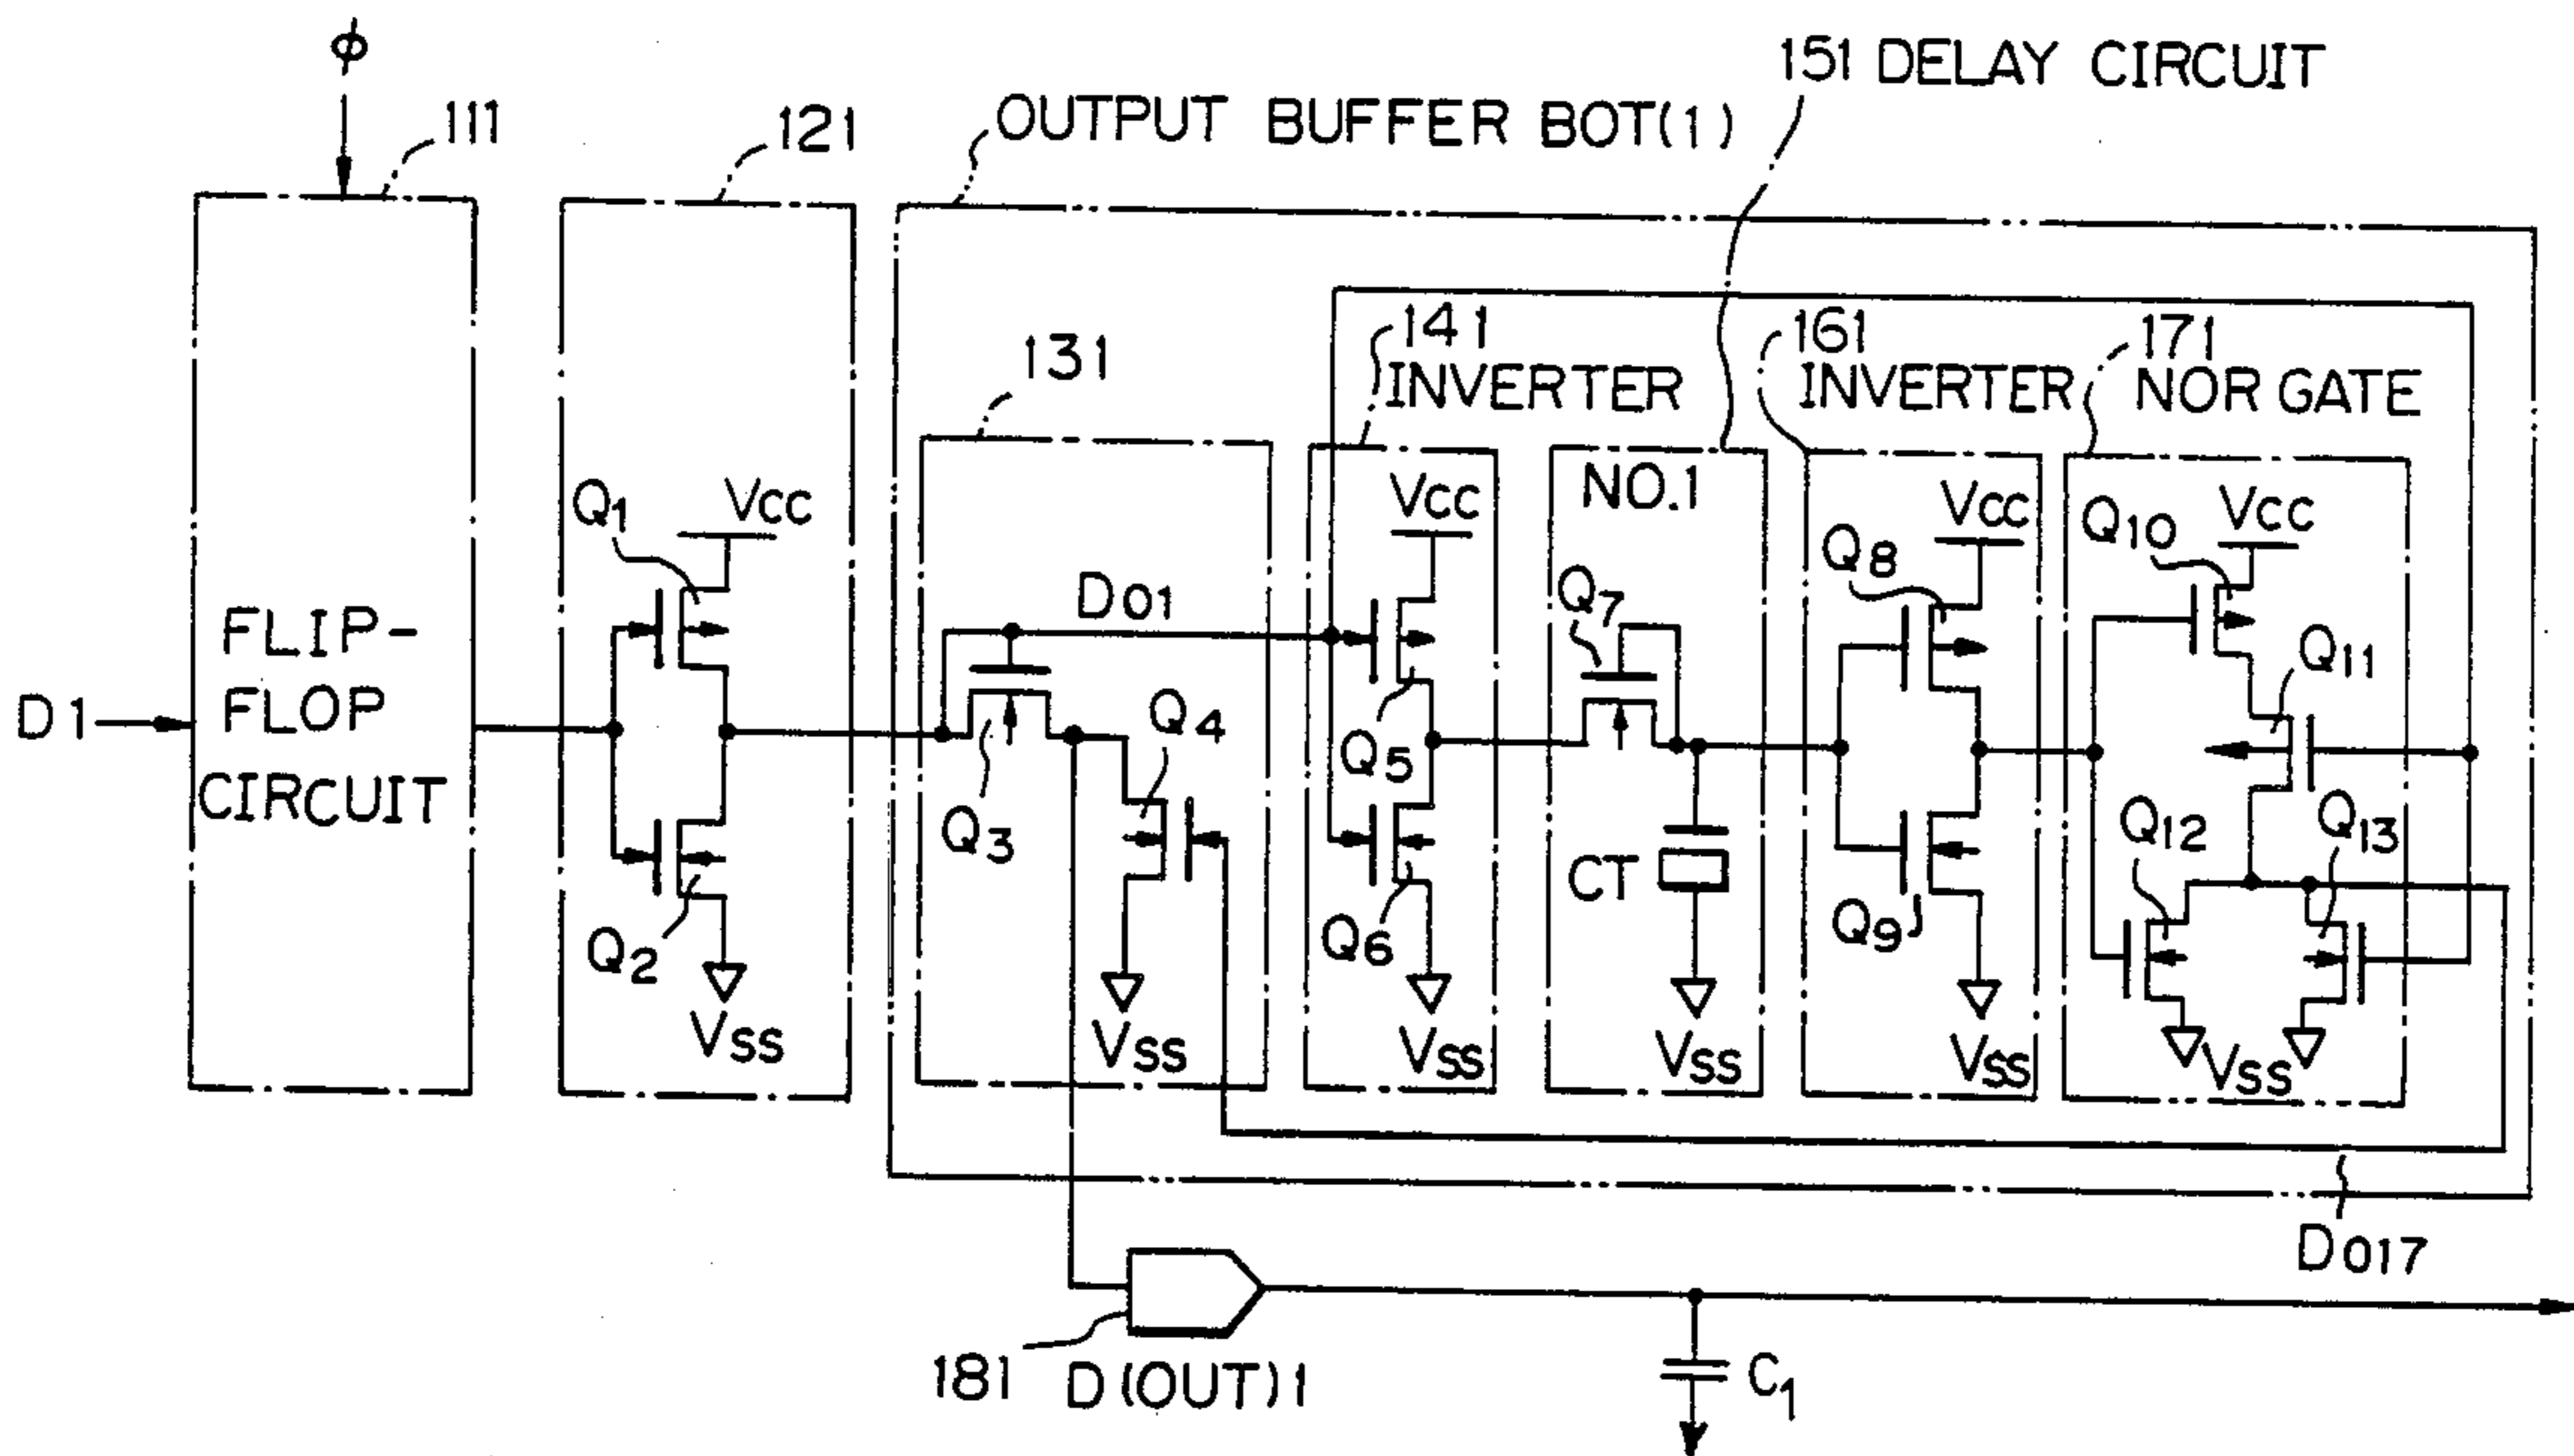 ϕ
151 DELAY CIRCUIT
111
121
OUTPUT BUFFER BOT(1)
131
141
INVERTER
161
INVERTER
171
NOR GATE
NO.1
Q1
VCC
VCC
VCC
Q10
VCC
Q8
Q7
D01
FLIP-
FLOP
CIRCUIT
D1
Q11
Q4
Q5
Q3
Q12
Q13
CT
Q2
Q6
Q9
VSS
VSS
VSS
VSS
VSS
VSS
D017
181
D(OUT)1
C1